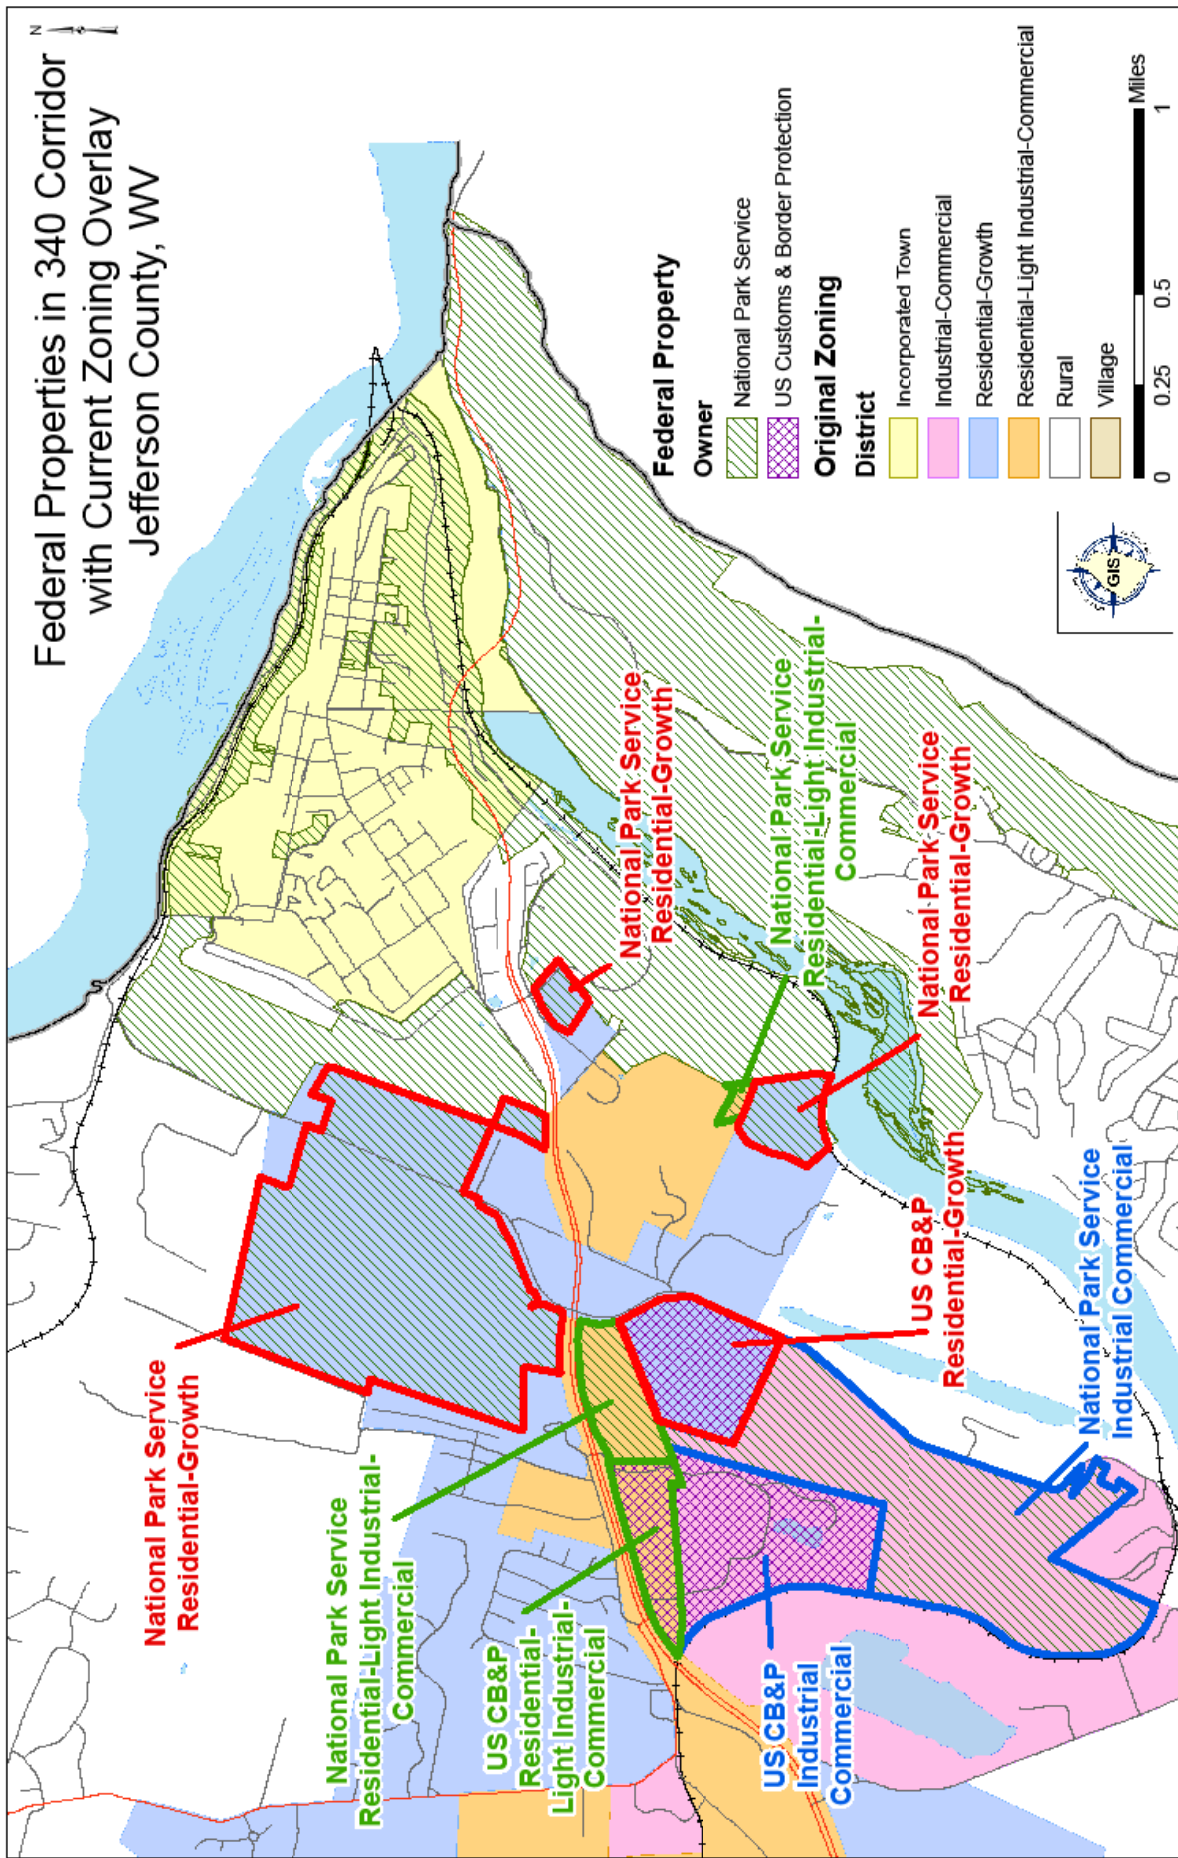 Federal Properties in 340 Corridor
with Current Zoning Overlay
Jefferson County, WV
N
National Park Service
Residential-Growth
National Park Service
Residential-Light Industrial-
Commercial
US CB&P
Residential-
Light Industrial-
Commercial
US CB&P
Industrial
Commercial
National Park Service
Residential-Growth
National Park Service
Residential-Light Industrial-
Commercial
National Park Service
Residential-Growth
US CB&P
Residential-Growth
National Park Service
Industrial Commercial
Federal Property
Owner
National Park Service
US Customs & Border Protection
Original Zoning
District
Incorporated Town
Industrial-Commercial
Residential-Growth
Residential-Light Industrial-Commercial
Rural
Village
GIS
0 0.25 0.5 1
Miles